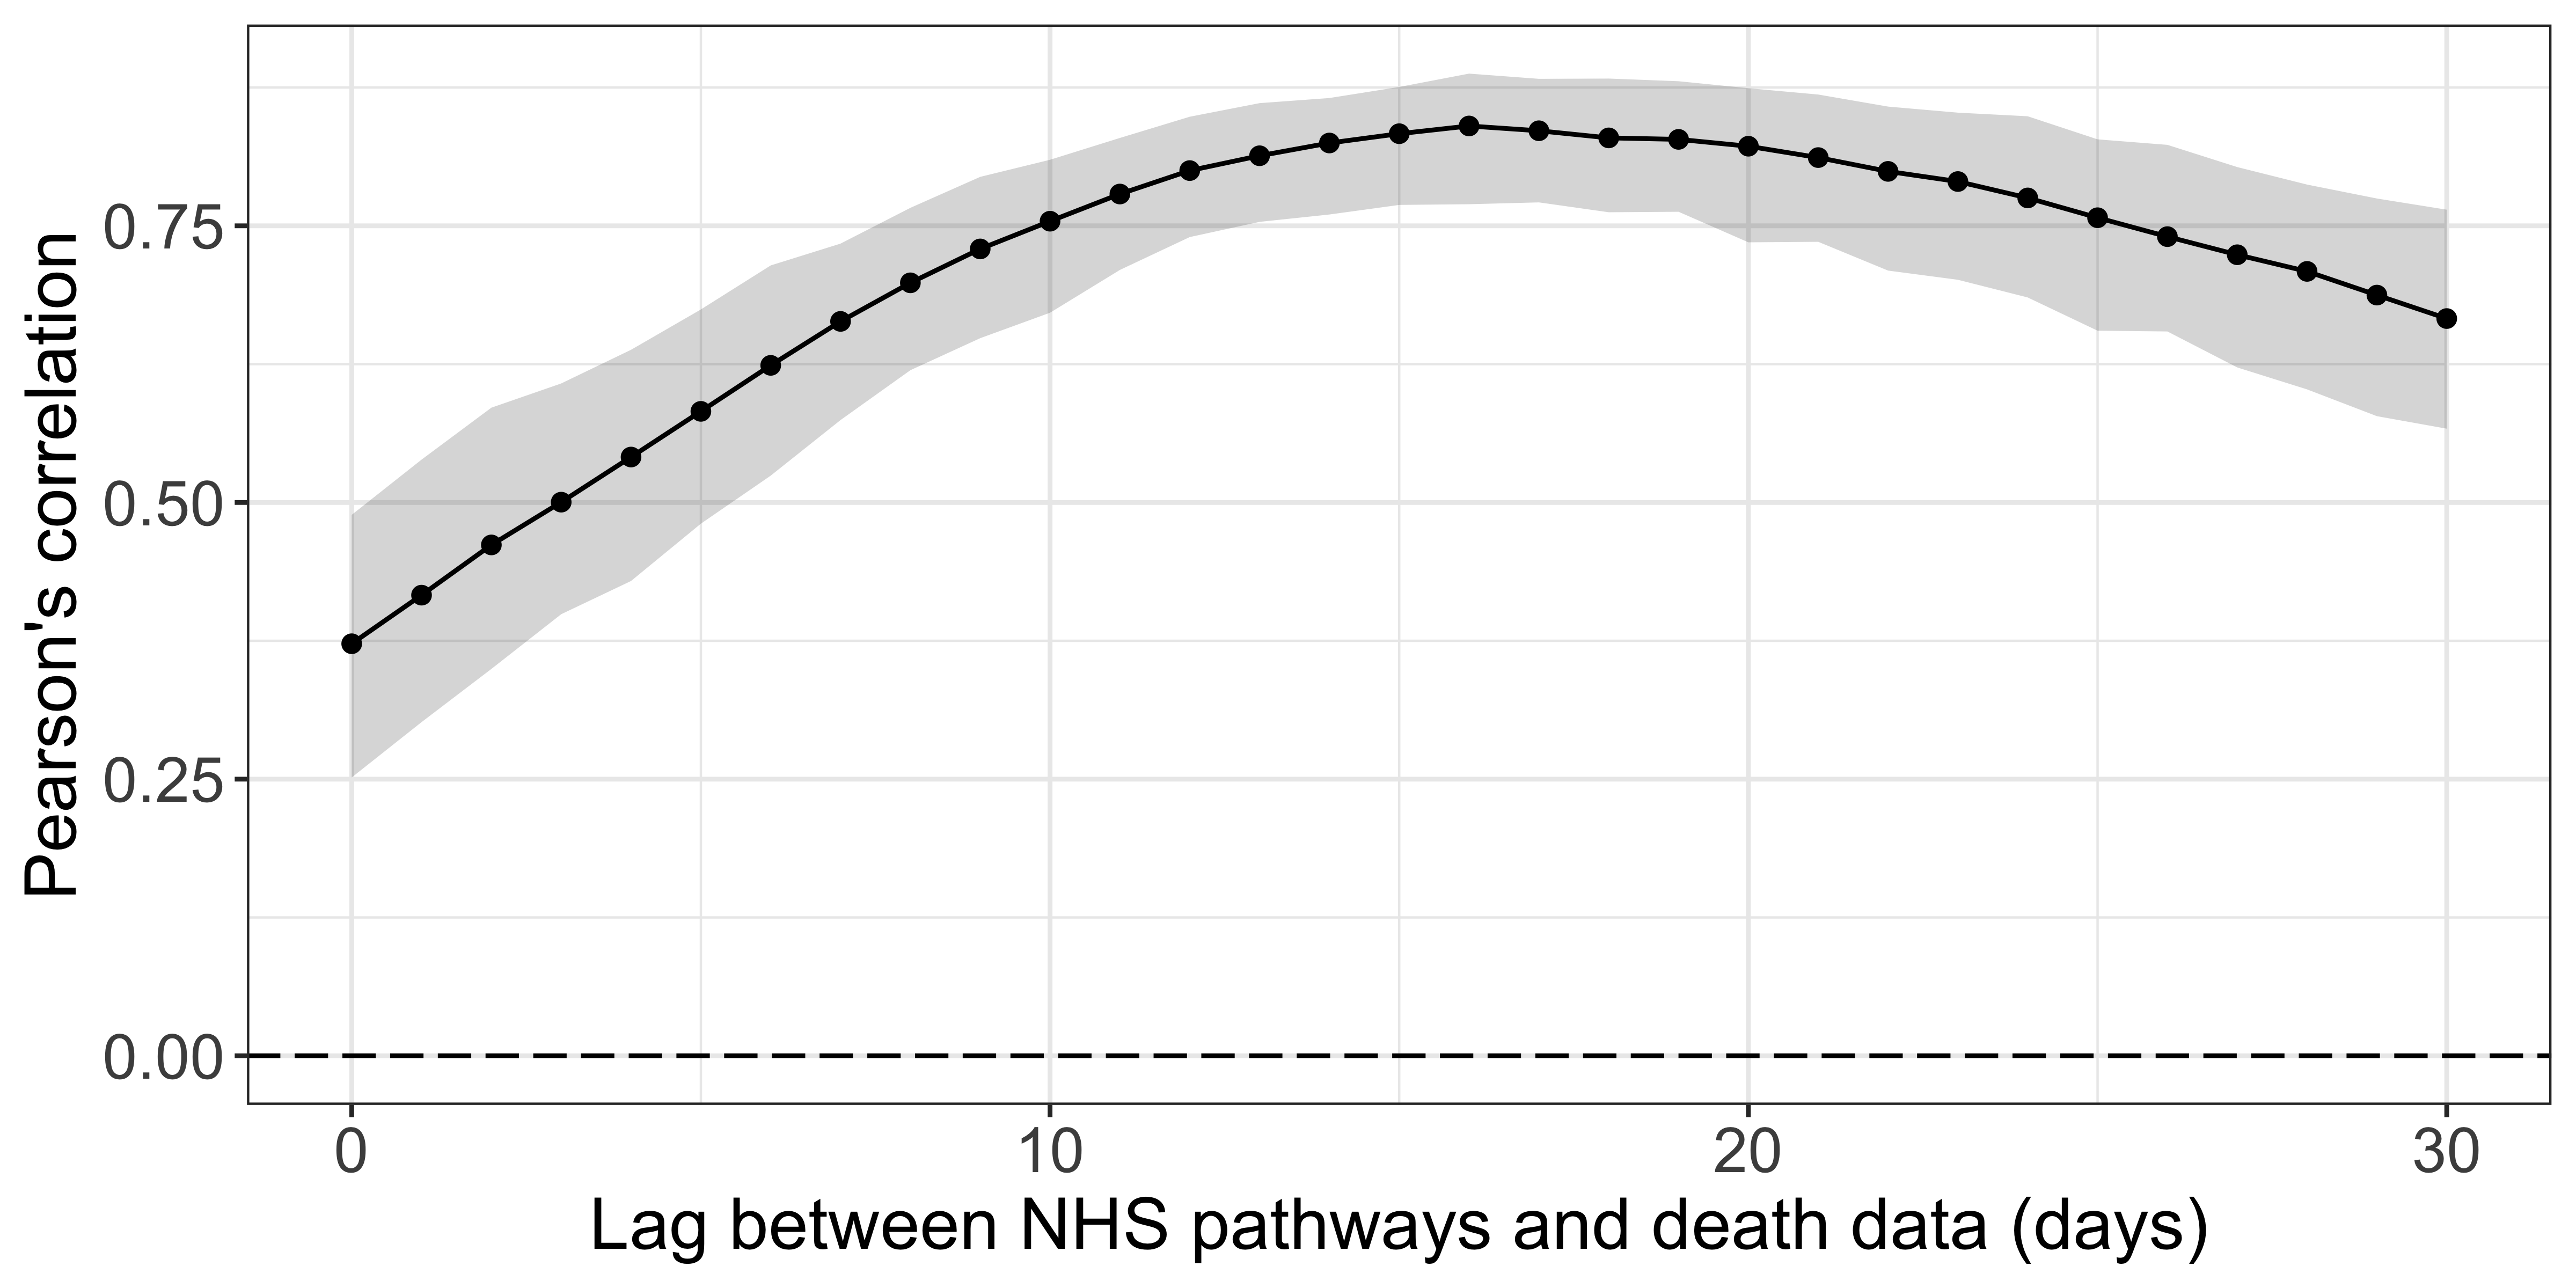 Pearson's correlation
0.75
0.50
0.25
0.00
0 10 20 30
Lag between NHS pathways and death data (days)